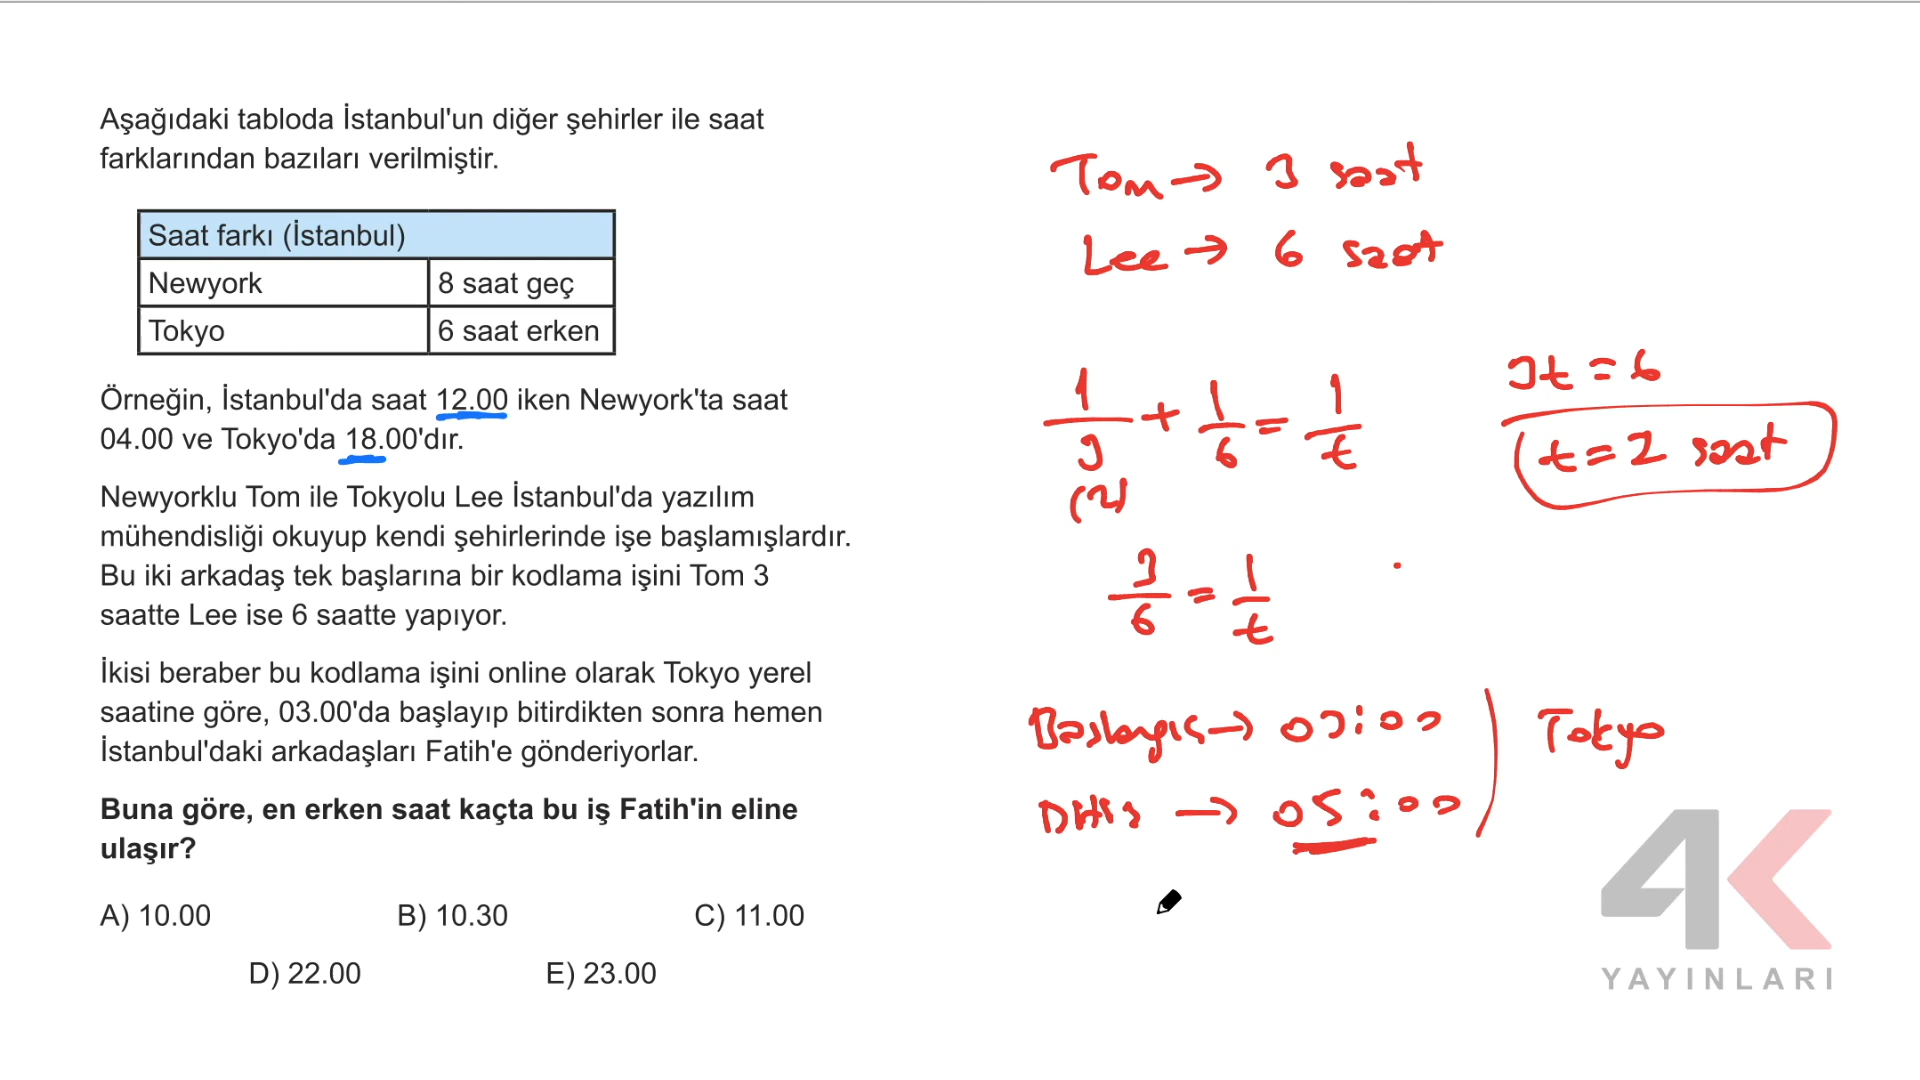 Aşağıdaki tabloda İstanbul'un diğer şehirler ile saat
farklarından bazıları verilmiştir.
Saat farkı (İstanbul)
Newyork 8 saat geç
Tokyo 6 saat erken
Örneğin, İstanbul'da saat 12.00 iken Newyork'ta saat
04.00 ve Tokyo'da 18.00'dır.
Newyorklu Tom ile Tokyolu Lee İstanbul'da yazılım
mühendisliği okuyup kendi şehirlerinde işe başlamışlardır.
Bu iki arkadaş tek başlarına bir kodlama işini Tom 3
saatte Lee ise 6 saatte yapıyor.
İkisi beraber bu kodlama işini online olarak Tokyo yerel
saatine göre, 03.00'da başlayıp bitirdikten sonra hemen
İstanbul'daki arkadaşları Fatih'e gönderiyorlar.
Buna göre, en erken saat kaçta bu iş Fatih'in eline
ulaşır?
A) 10.00 B) 10.30 C) 11.00
D) 22.00 E) 23.00
Tom → 3 saat
Lee → 6 saat
1/3 + 1/6 = 1/t
(2)
3/6 = 1/t
3t = 6
t = 2 saat
Başlangıç → 03:00
Bitiş → 05:00
Tokyo
4K
YAYINLARI